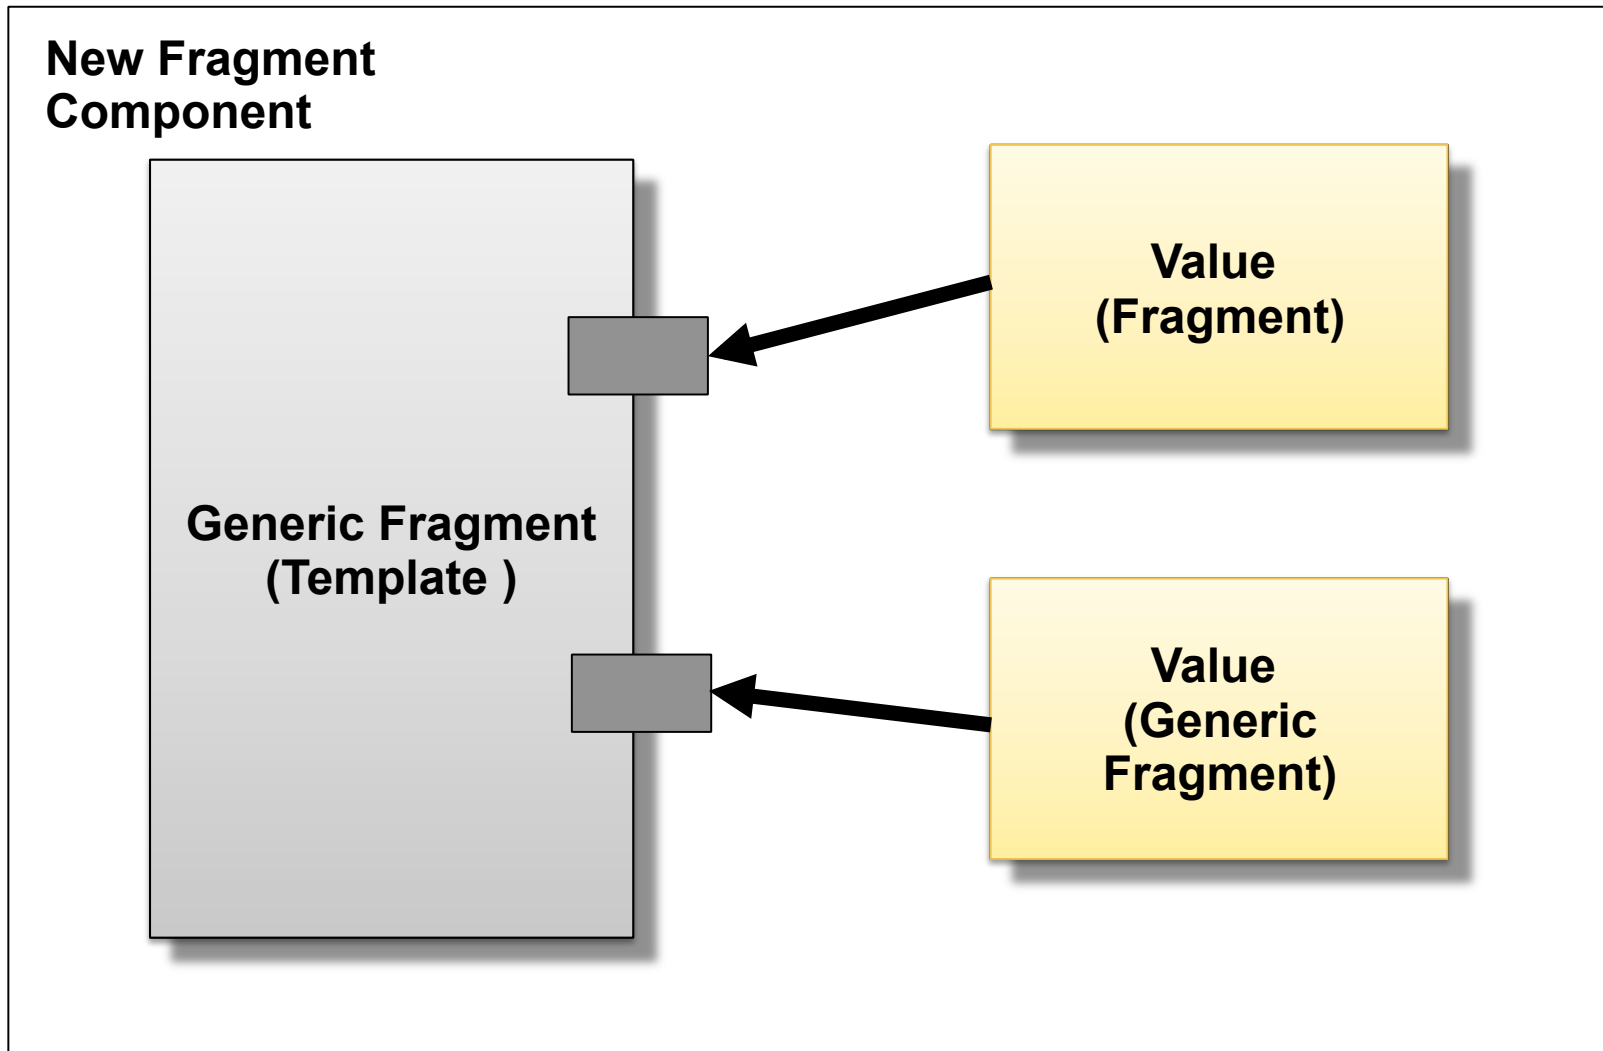 New Fragment
Component
Generic Fragment
(Template )
Value
(Fragment)
Value
(Generic
Fragment)